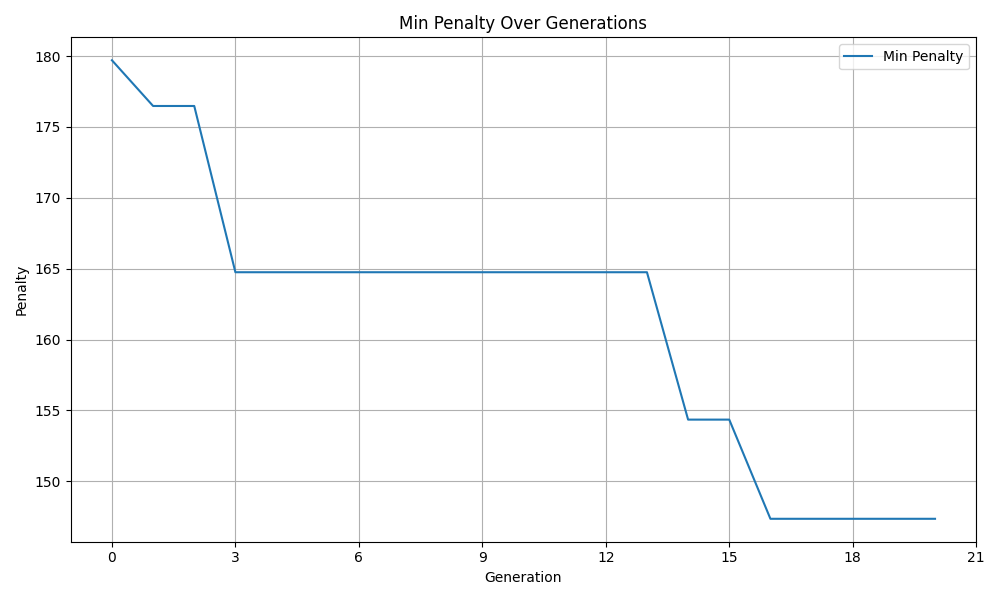 Min Penalty Over Generations
Min Penalty
Penalty
180
175
170
165
160
155
150
0 3 6 9 12 15 18 21
Generation